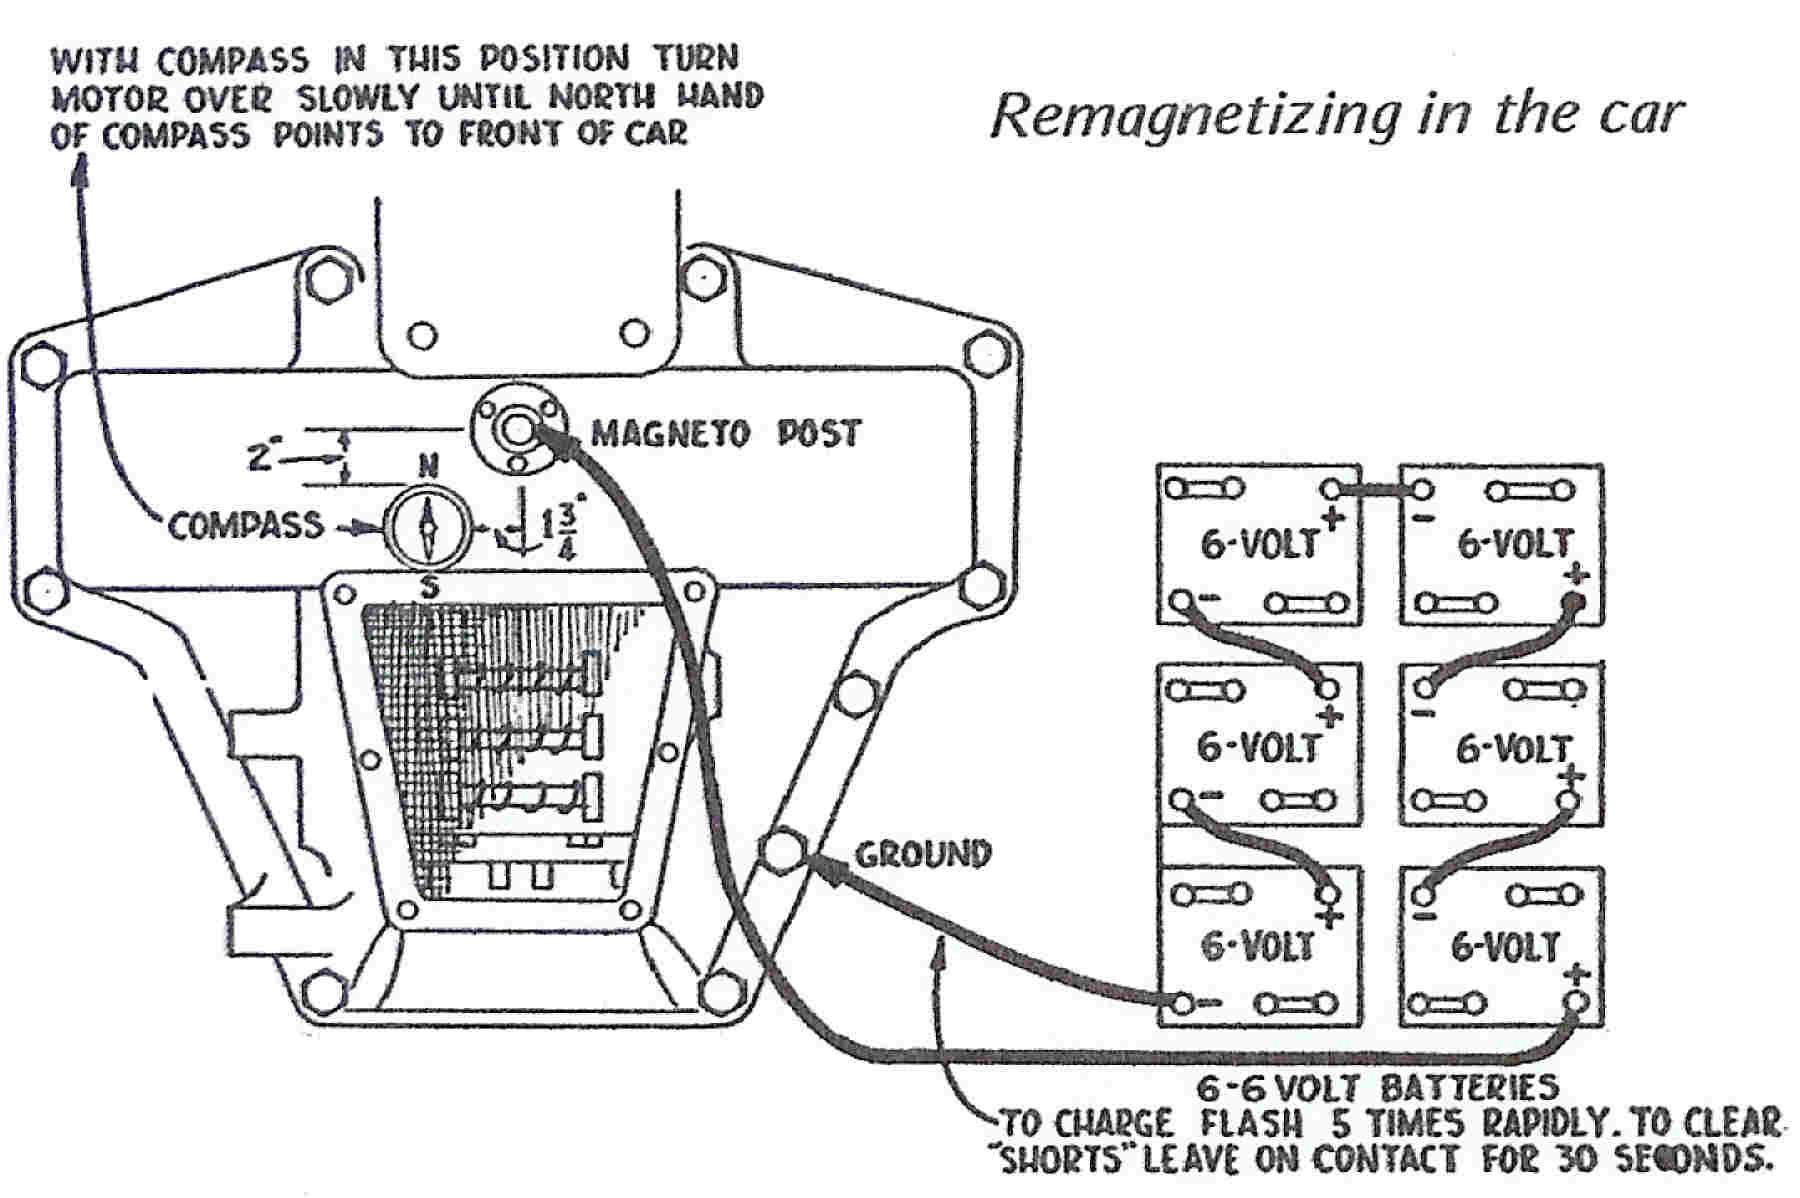 WITH COMPASS IN THIS POSITION TURN
MOTOR OVER SLOWLY UNTIL NORTH HAND
OF COMPASS POINTS TO FRONT OF CAR
Remagnetizing in the car
MAGNETO POST
2"
N
COMPASS
1 3/4"
S
+
-
6-VOLT
6-VOLT
-
+
+
-
6-VOLT
6-VOLT
-
+
GROUND
+
-
6-VOLT
6-VOLT
-
+
6-6 VOLT BATTERIES
TO CHARGE FLASH 5 TIMES RAPIDLY. TO CLEAR
"SHORTS" LEAVE ON CONTACT FOR 30 SECONDS.